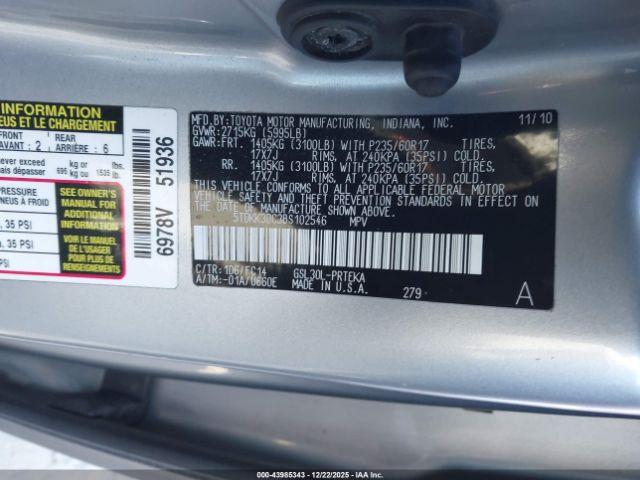 INFORMATION
EUS ET LE CHARGEMENT
FRONT
AVANT : 2
REAR
ARRIERE : 6
never exceed
jamais dépasser
kg or
695 kg ou
lbs.
1535 lb.
PRESSURE
PNEUS À FROID
35 PSI
35 PSI
SEE OWNER'S
MANUAL FOR
ADDITIONAL
INFORMATION
VOIR LE MANUEL
DE L'USAGER
POUR PLUS DE
RENSEIGNEMENTS
6978V 51936
MFD.BY:TOYOTA MOTOR MANUFACTURING, INDIANA, INC. 11/10
GVWR:2715KG (5995LB)
GAWR:FRT. 1405KG (3100LB) WITH P235/60R17 TIRES,
17X7J RIMS, AT 240KPA (35PSI) COLD.
RR. 1405KG (3100LB) WITH P235/60R17 TIRES,
17X7J RIMS, AT 240KPA (35PSI) COLD.
THIS VEHICLE CONFORMS TO ALL APPLICABLE FEDERAL MOTOR
VEHICLE SAFETY AND THEFT PREVENTION STANDARDS IN EFFECT ON
THE DATE OF MANUFACTURE SHOWN ABOVE.
MPV
C/TR: 1D6/FC14 GSL30L-PRTEKA
A/TM:-01A/U660E MADE IN U.S.A. 279 A
000-43985343 12/22/2025 COPYRIGHT IAA, LLC.